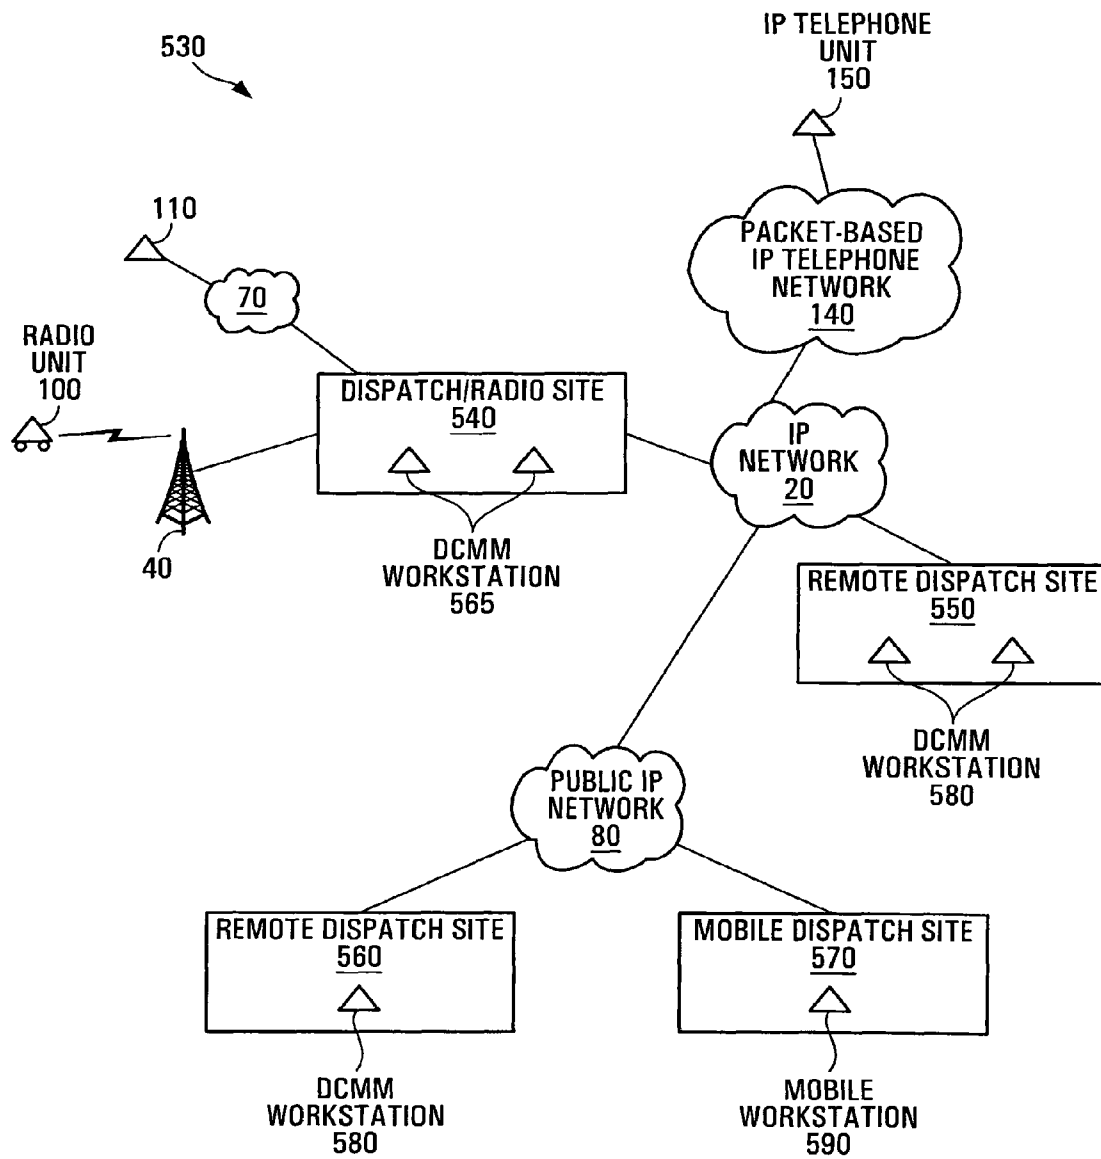 530
IP TELEPHONE
UNIT
150
110
70
PACKET-BASED
IP TELEPHONE
NETWORK
140
RADIO
UNIT
100
DISPATCH/RADIO SITE
540
IP
NETWORK
20
40
DCMM
WORKSTATION
565
REMOTE DISPATCH SITE
550
DCMM
WORKSTATION
580
PUBLIC IP
NETWORK
80
REMOTE DISPATCH SITE
560
MOBILE DISPATCH SITE
570
DCMM
WORKSTATION
580
MOBILE
WORKSTATION
590